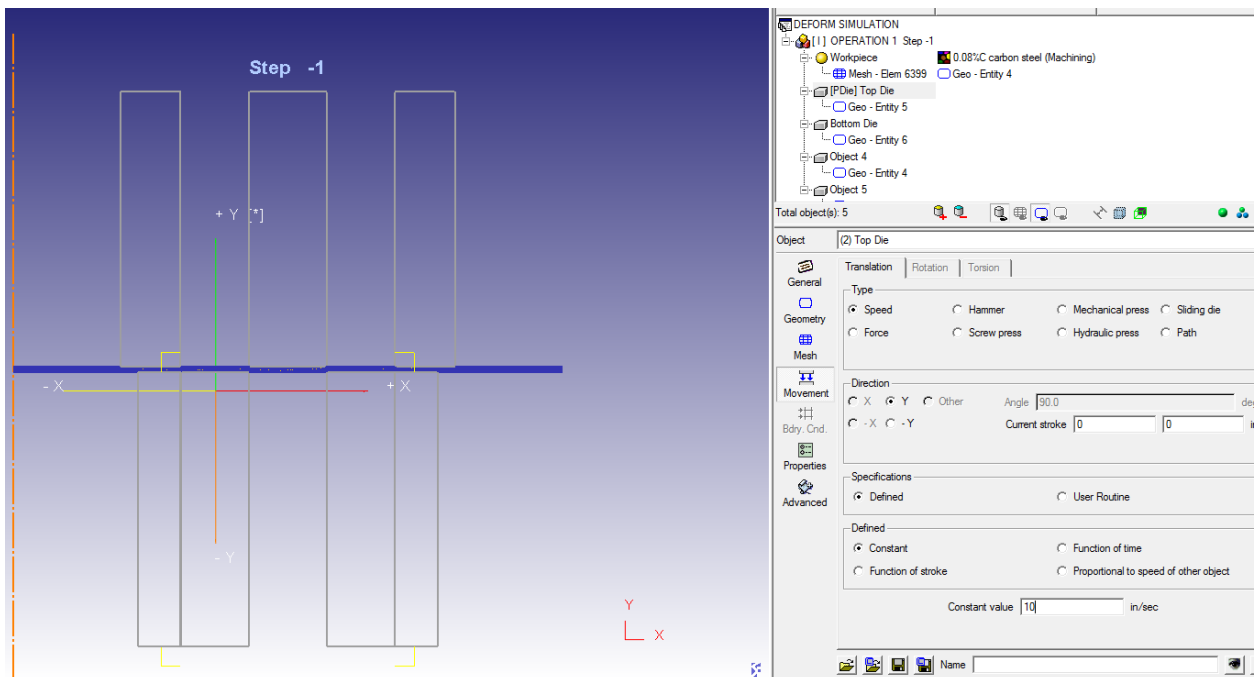 Step -1
+ Y [*]
- X
+ X
- Y
Y
X
DEFORM SIMULATION
[ I ] OPERATION 1 Step -1
Workpiece
0.08%C carbon steel (Machining)
Mesh - Elem 6399
Geo - Entity 4
[PDie] Top Die
Geo - Entity 5
Bottom Die
Geo - Entity 6
Object 4
Geo - Entity 4
Object 5
Total object(s): 5
Object
(2) Top Die
General
Geometry
Mesh
Movement
Bdry. Cnd.
Properties
Advanced
Translation
Rotation
Torsion
Type
Speed
Hammer
Mechanical press
Sliding die
Force
Screw press
Hydraulic press
Path
Direction
X
Y
Other
Angle
90.0
-X
-Y
Current stroke
0
0
Specifications
Defined
User Routine
Defined
Constant
Function of time
Function of stroke
Proportional to speed of other object
Constant value
10
in/sec
Name